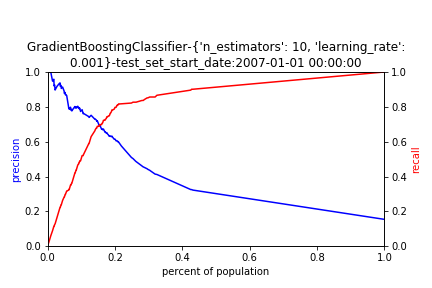 GradientBoostingClassifier-{'n_estimators': 10, 'learning_rate':
0.001}-test_set_start_date:2007-01-01 00:00:00
1.0
0.8
0.6
0.4
0.2
0.0
precision
1.0
0.8
0.6
0.4
0.2
0.0
recall
0.0 0.2 0.4 0.6 0.8 1.0
percent of population